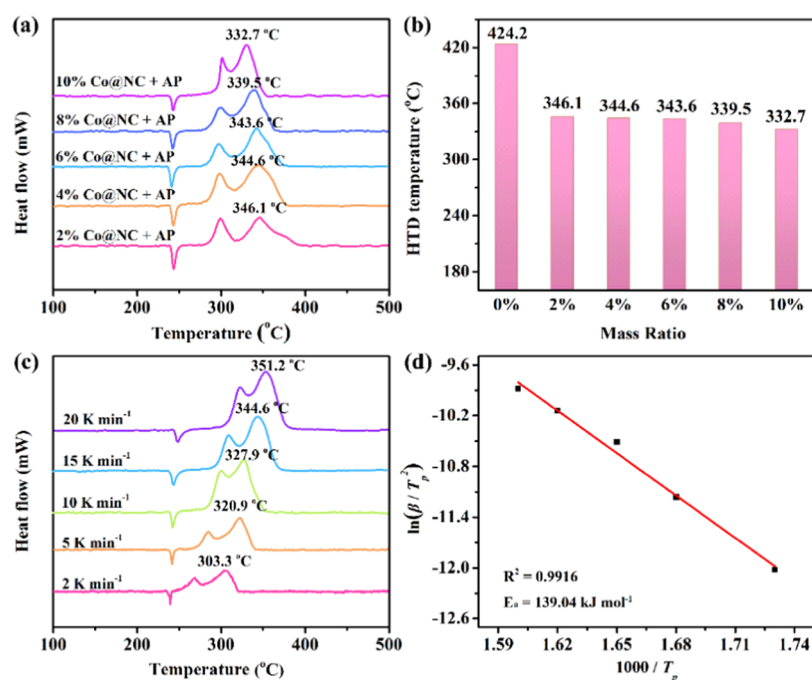 (a)
332.7 °C
10% Co@NC + AP
339.5 °C
8% Co@NC + AP
343.6 °C
6% Co@NC + AP
344.6 °C
4% Co@NC + AP
346.1 °C
2% Co@NC + AP
Heat flow (mW)
100 200 300 400 500
Temperature (°C)
(b)
424.2
346.1 344.6 343.6 339.5 332.7
HTD temperature (°C)
420
360
300
240
180
0% 2% 4% 6% 8% 10%
Mass Ratio
(c)
351.2 °C
20 K min⁻¹
344.6 °C
15 K min⁻¹
327.9 °C
10 K min⁻¹
320.9 °C
5 K min⁻¹
303.3 °C
2 K min⁻¹
Heat flow (mW)
100 200 300 400 500
Temperature (°C)
(d)
ln(β / Tₚ²)
-9.6
-10.2
-10.8
-11.4
-12.0
-12.6
R² = 0.9916
Eₐ = 139.04 kJ mol⁻¹
1.59 1.62 1.65 1.68 1.71 1.74
1000 / Tₚ